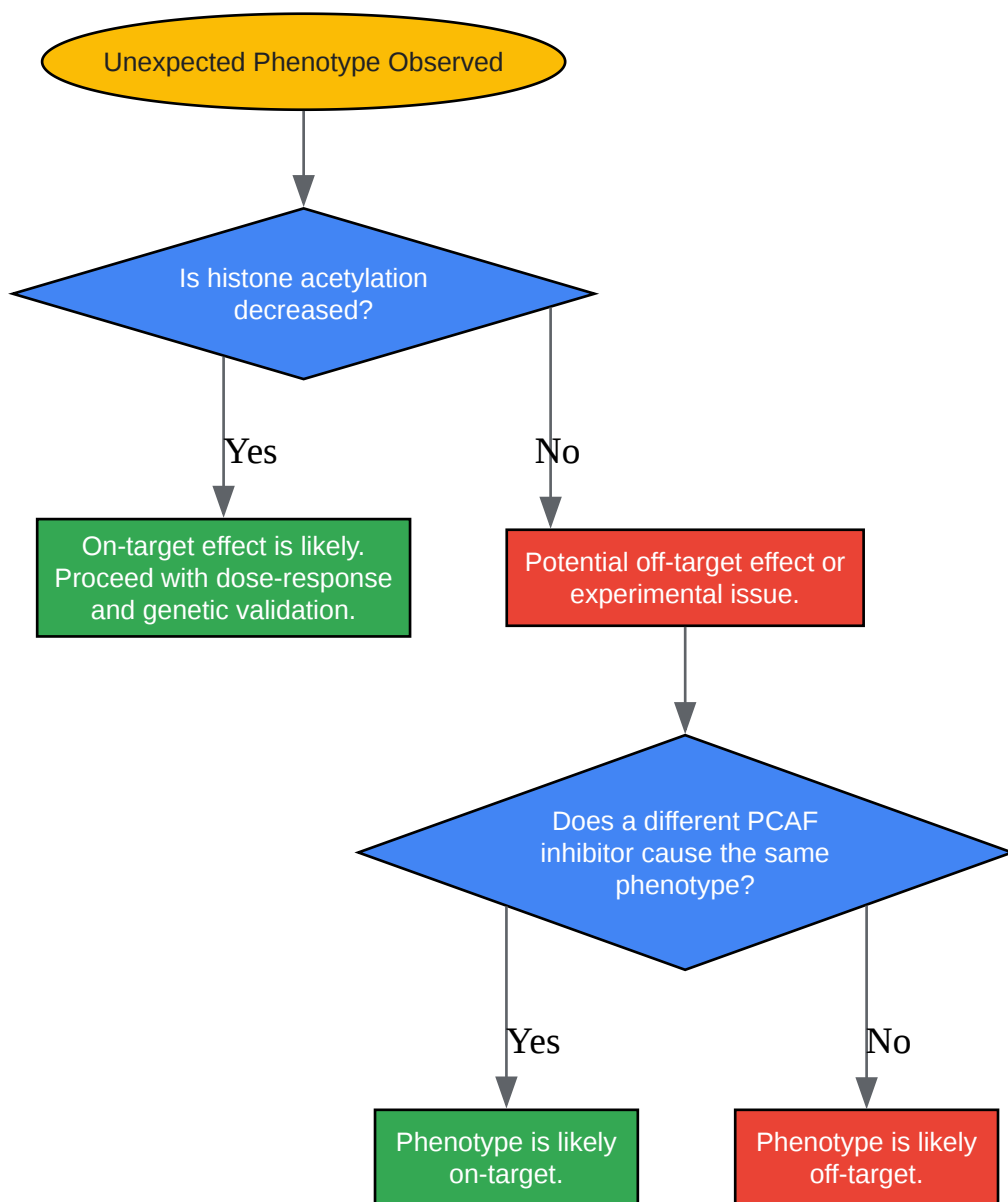 Unexpected Phenotype Observed
Is histone acetylation
decreased?
Yes
No
On-target effect is likely.
Proceed with dose-response
and genetic validation.
Potential off-target effect or
experimental issue.
Does a different PCAF
inhibitor cause the same
phenotype?
Yes
No
Phenotype is likely
on-target.
Phenotype is likely
off-target.